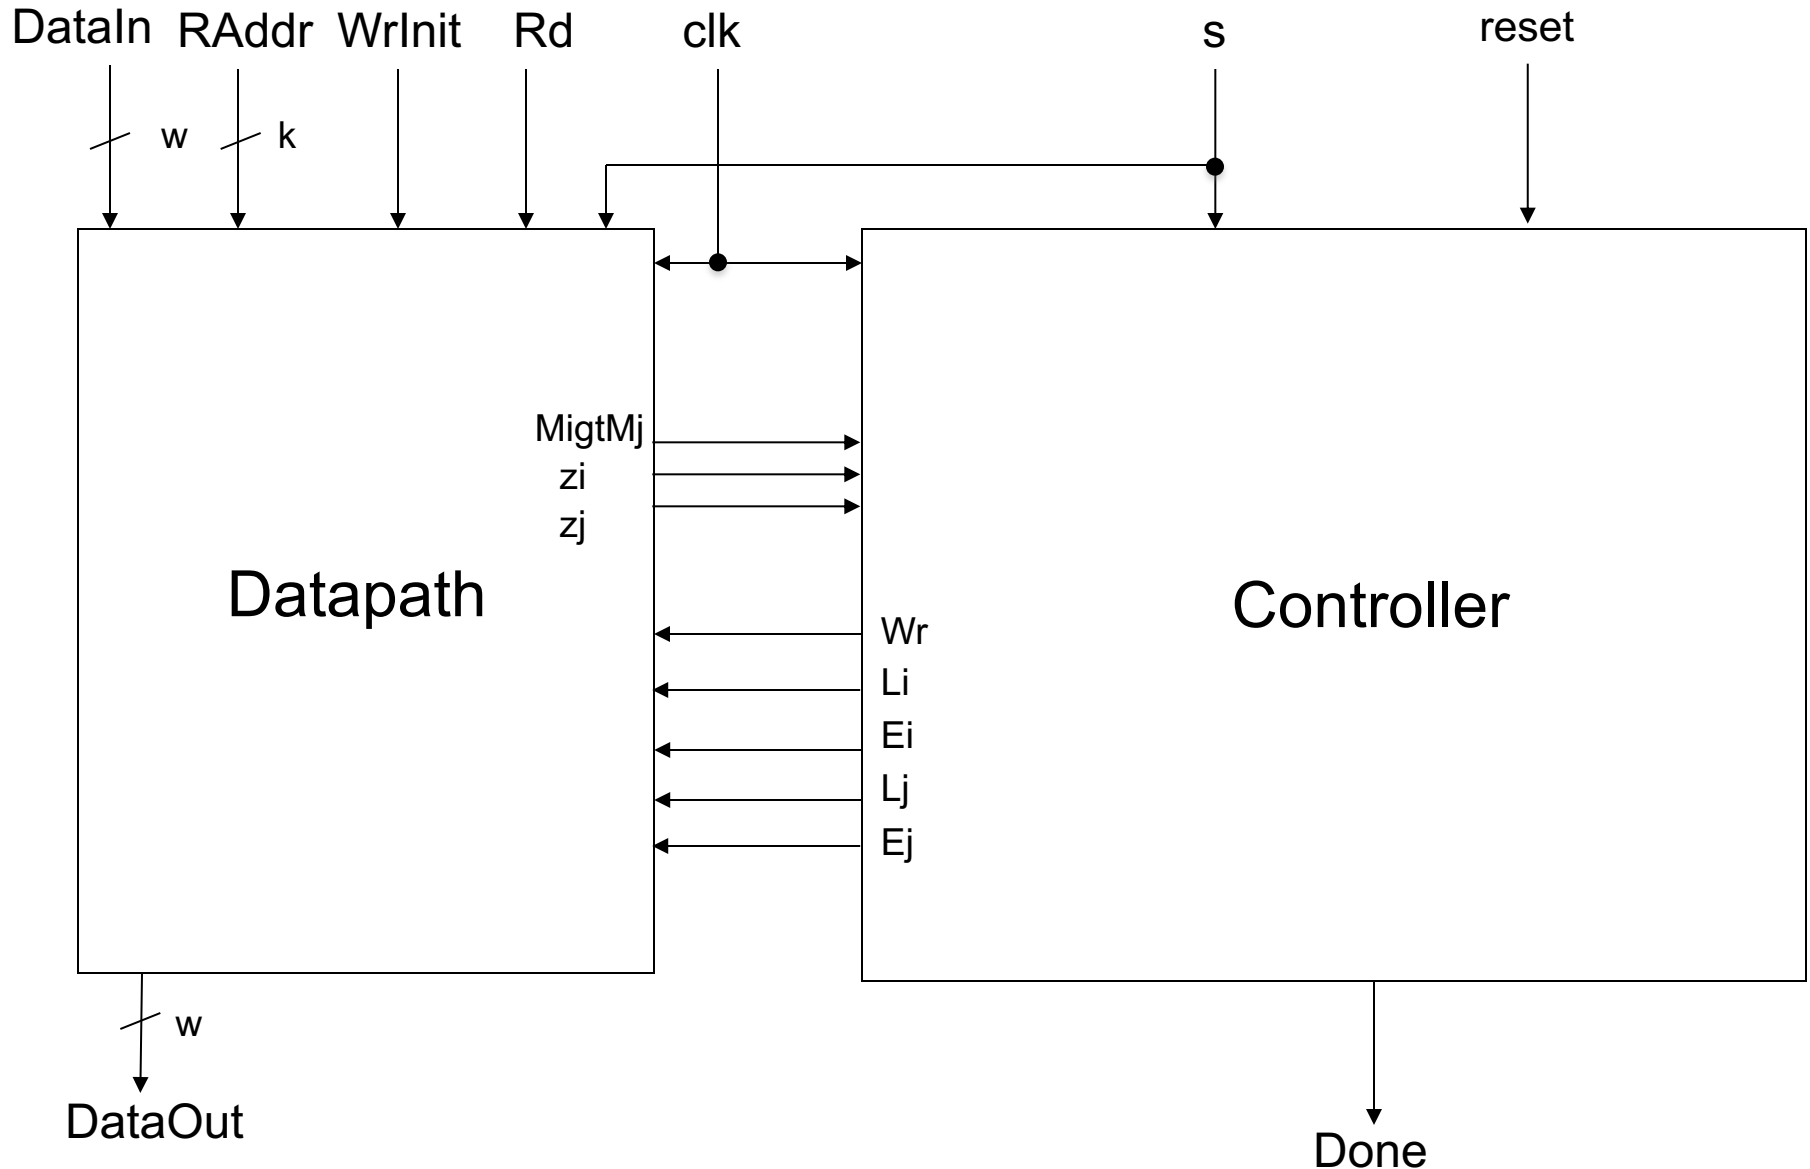 DataIn RAddr WrInit Rd clk s reset
w k
MigtMj
zi
zj
Datapath
Controller
Wr
Li
Ei
Lj
Ej
w
DataOut
Done